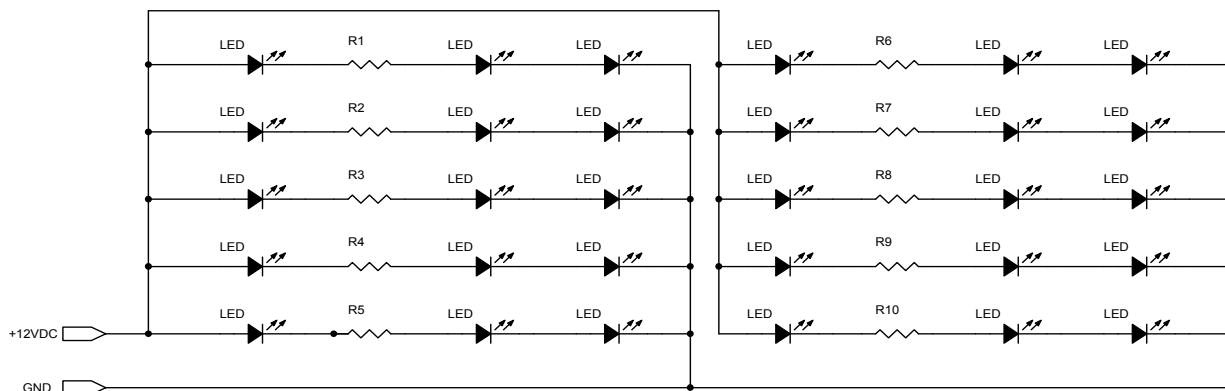 LED R1 LED LED LED R6 LED LED
LED R2 LED LED LED R7 LED LED
LED R3 LED LED LED R8 LED LED
LED R4 LED LED LED R9 LED LED
LED R5 LED LED LED R10 LED LED
+12VDC
GND